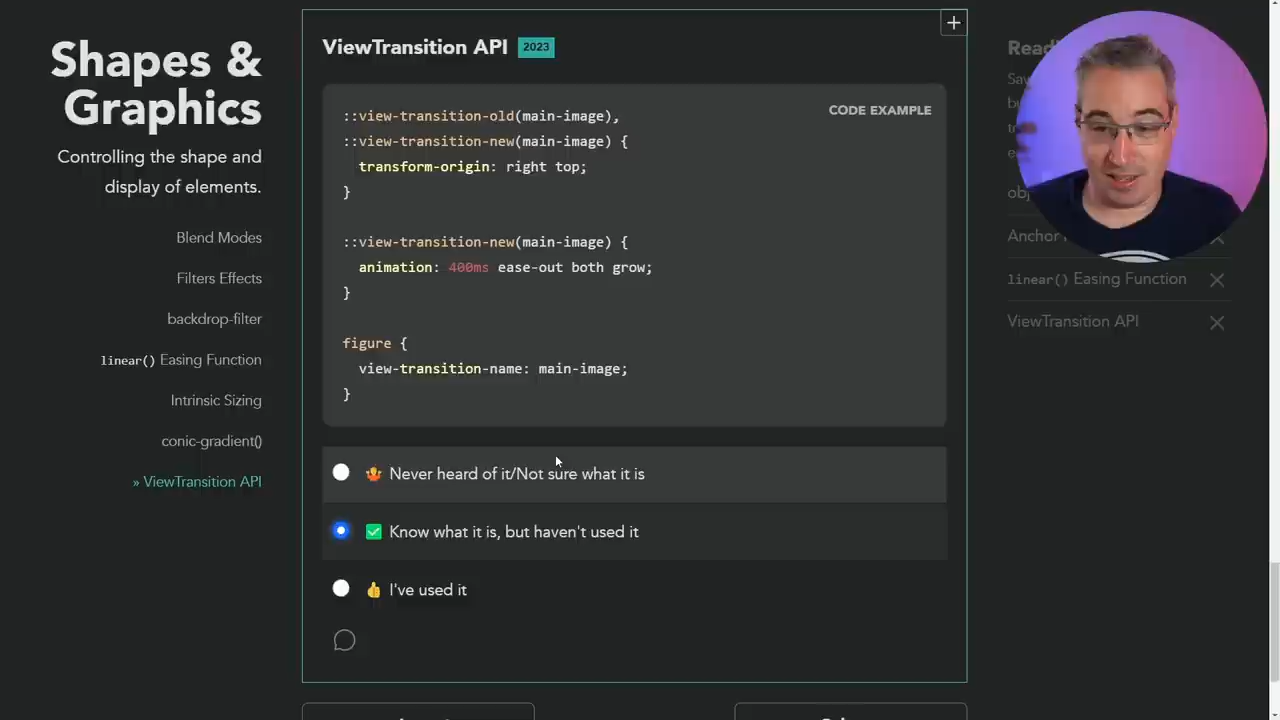 Shapes &
Graphics
Controlling the shape and
display of elements.
Blend Modes
Filters Effects
backdrop-filter
linear() Easing Function
Intrinsic Sizing
conic-gradient()
» ViewTransition API
+
ViewTransition API 2023
CODE EXAMPLE
::view-transition-old(main-image),
::view-transition-new(main-image) {
transform-origin: right top;
}
::view-transition-new(main-image) {
animation: 400ms ease-out both grow;
}
figure {
view-transition-name: main-image;
}
Never heard of it/Not sure what it is
Know what it is, but haven't used it
I've used it
Anchor
linear() Easing Function
ViewTransition API